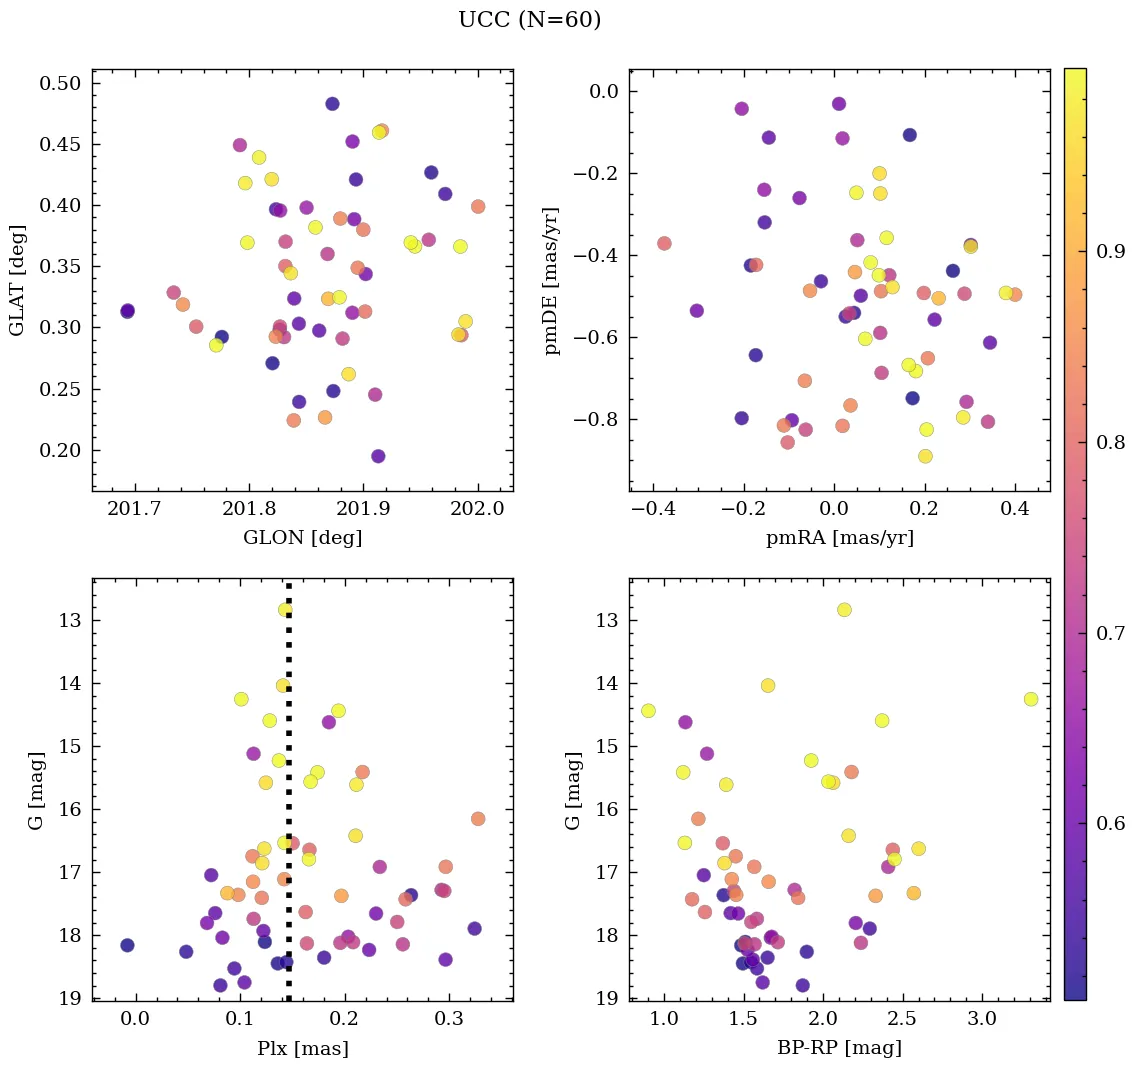 UCC (N=60)
0.50
0.45
0.40
0.35
0.30
0.25
0.20
GLAT [deg]
201.7 201.8 201.9 202.0
GLON [deg]
0.0
−0.2
−0.4
−0.6
−0.8
pmDE [mas/yr]
−0.4 −0.2 0.0 0.2 0.4
pmRA [mas/yr]
13
14
15
16
17
18
19
G [mag]
0.0 0.1 0.2 0.3
Plx [mas]
13
14
15
16
17
18
19
G [mag]
1.0 1.5 2.0 2.5 3.0
BP-RP [mag]
0.9
0.8
0.7
0.6